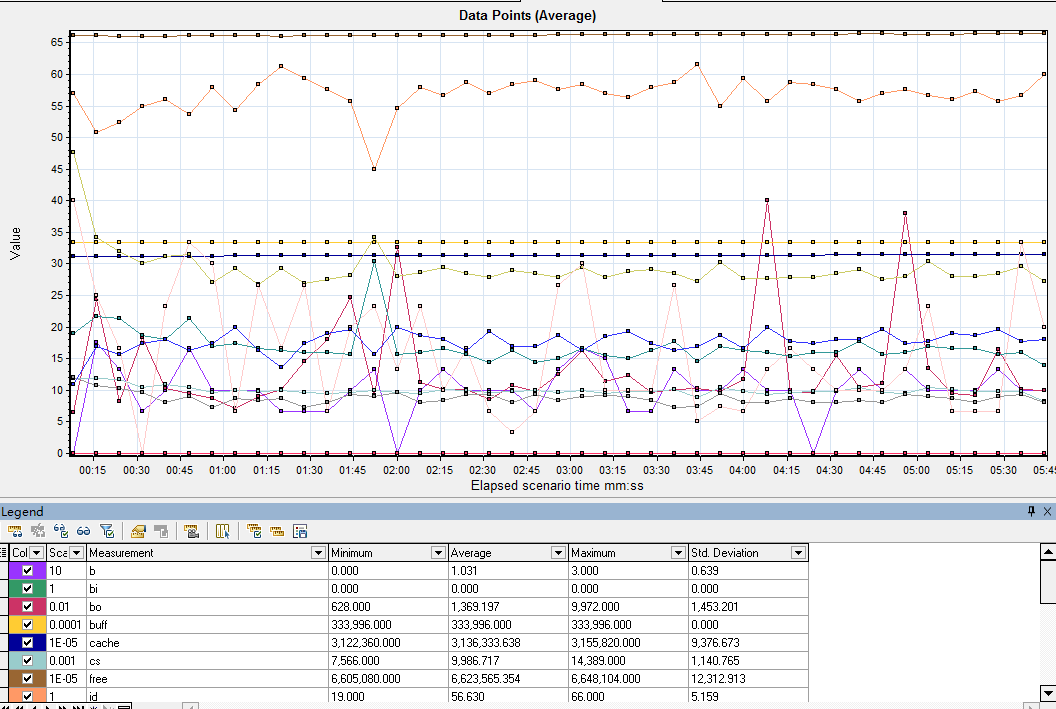 Data Points (Average)
65
60
55
50
45
40
35
30
25
20
15
10
5
0
Value
00:15 00:30 00:45 01:00 01:15 01:30 01:45 02:00 02:15 02:30 02:45 03:00 03:15 03:30 03:45 04:00 04:15 04:30 04:45 05:00 05:15 05:30 05:45
Elapsed scenario time mm:ss
Legend
Col Sca Measurement Minimum Average Maximum Std. Deviation
10 b 0.000 1.031 3.000 0.639
1 bi 0.000 0.000 0.000 0.000
0.01 bo 628.000 1,369.197 9,972.000 1,453.201
0.0001 buff 333,996.000 333,996.000 333,996.000 0.000
1E-05 cache 3,122,360.000 3,136,333.638 3,155,820.000 9,376.673
0.001 cs 7,566.000 9,986.717 14,389.000 1,140.765
1E-05 free 6,605,080.000 6,623,565.354 6,648,104.000 12,312.913
1 id 19.000 56.630 66.000 5.159